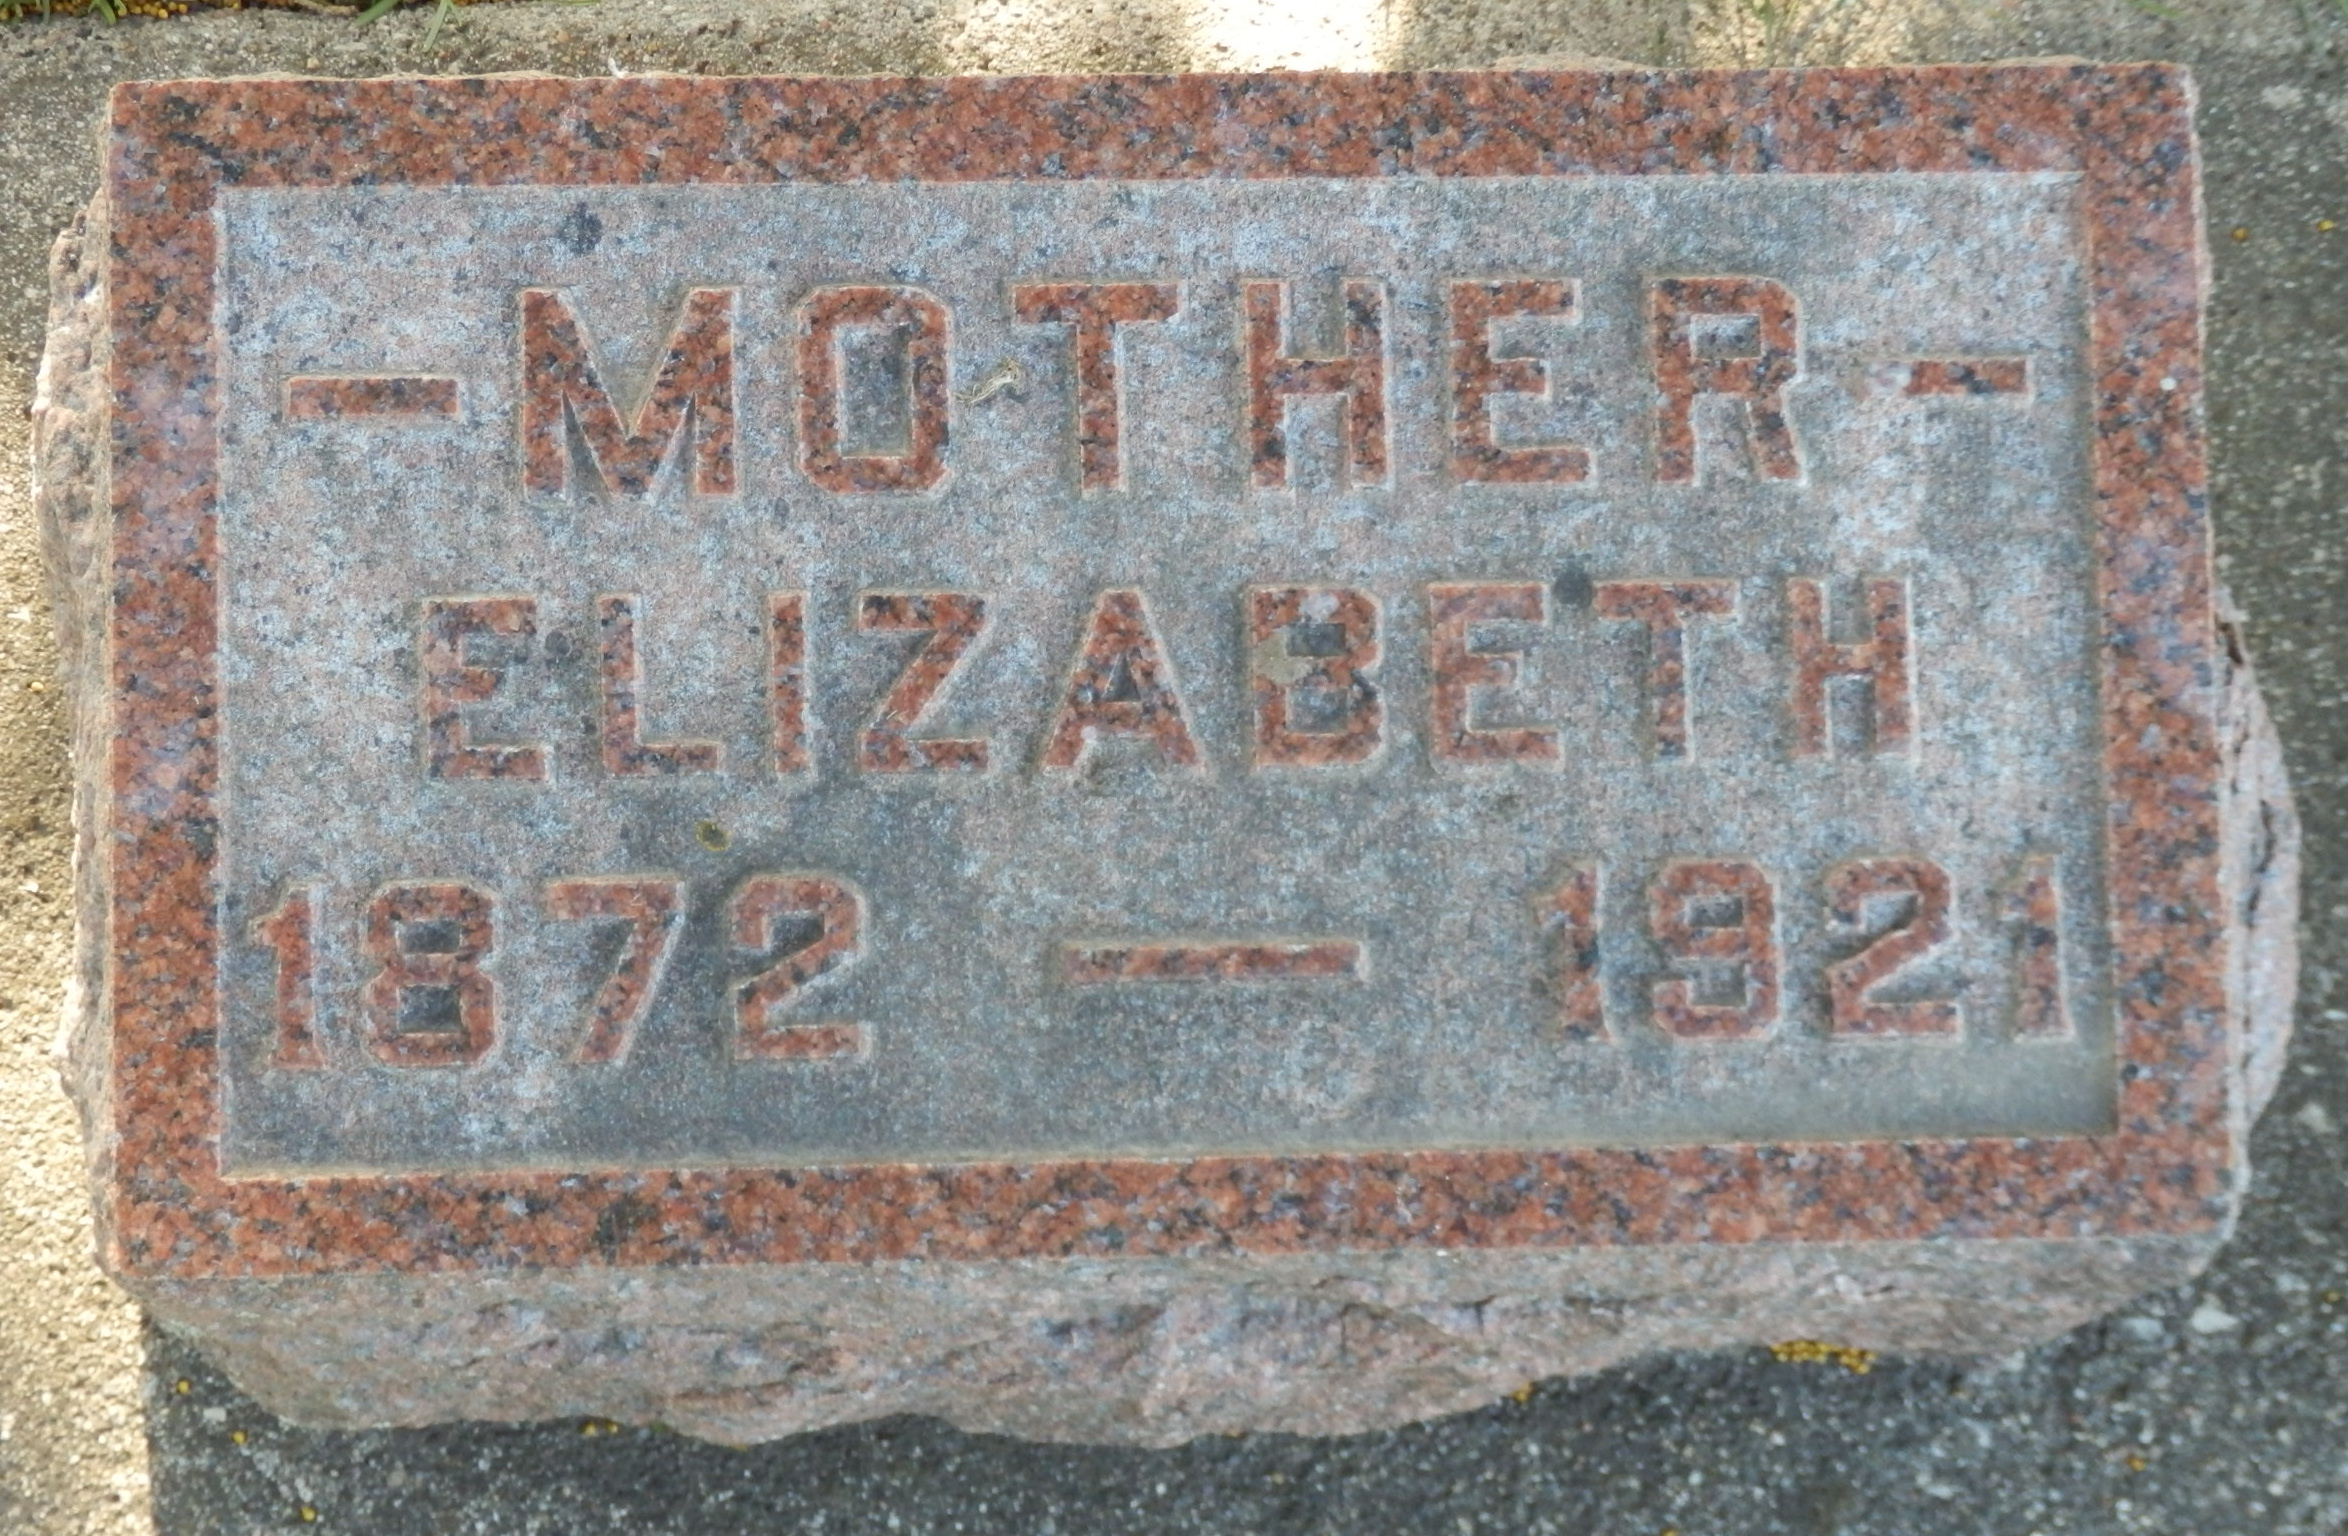 -MOTHER-
ELIZABETH
1872 — 1921